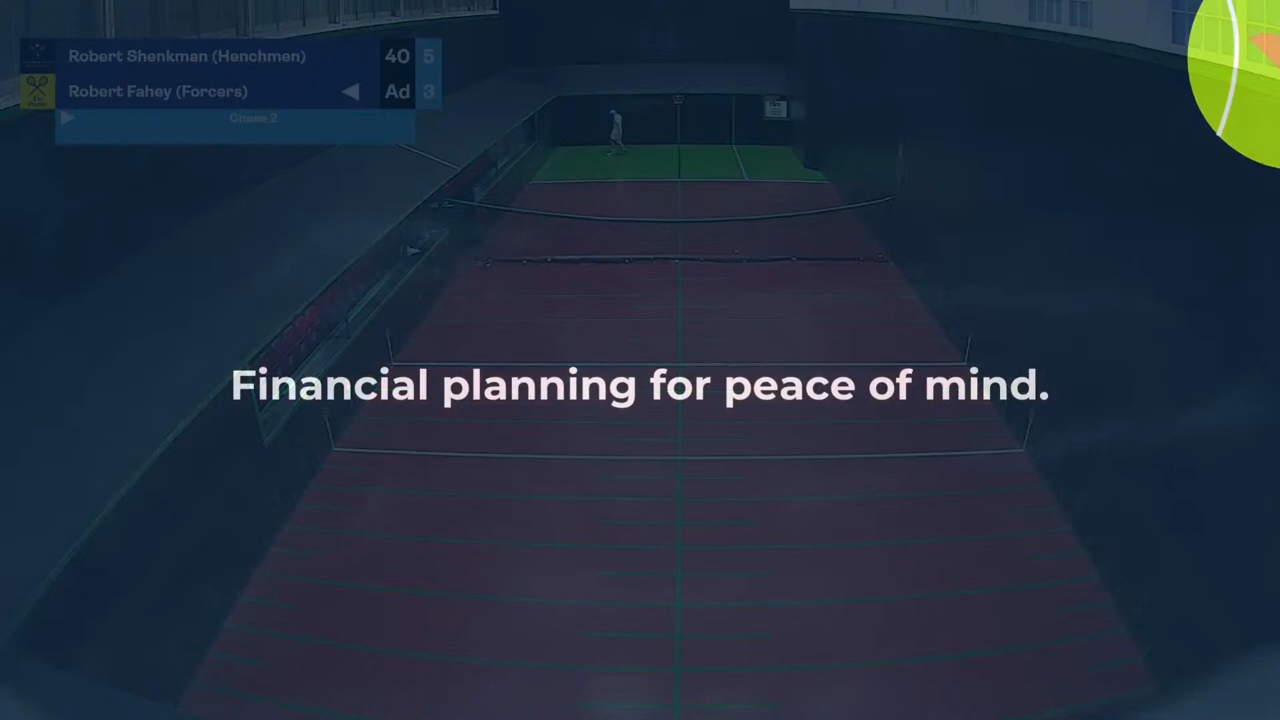 Robert Shenkman (Henchmen) 40 5
Robert Fahey (Forcers) Ad 3
Chase 2
Financial planning for peace of mind.